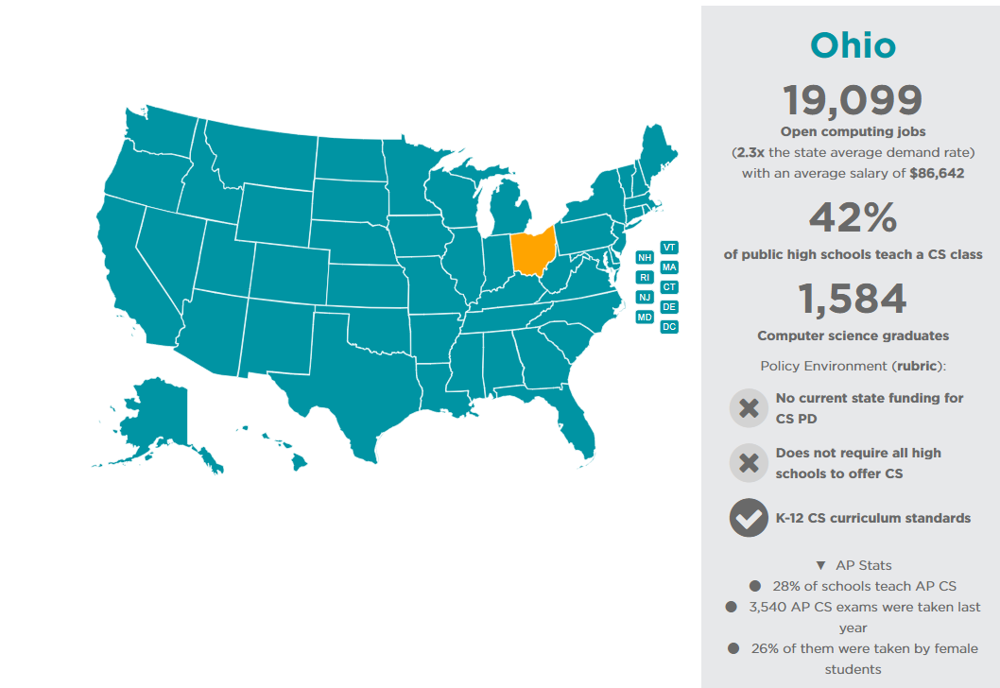 Ohio
19,099
Open computing jobs
(2.3x the state average demand rate)
with an average salary of $86,642
42%
of public high schools teach a CS class
1,584
Computer science graduates
Policy Environment (rubric):
No current state funding for
CS PD
Does not require all high
schools to offer CS
K-12 CS curriculum standards
▼ AP Stats
● 28% of schools teach AP CS
● 3,540 AP CS exams were taken last
year
● 26% of them were taken by female
students
VT
NH
MA
RI
CT
NJ
DE
MD
DC